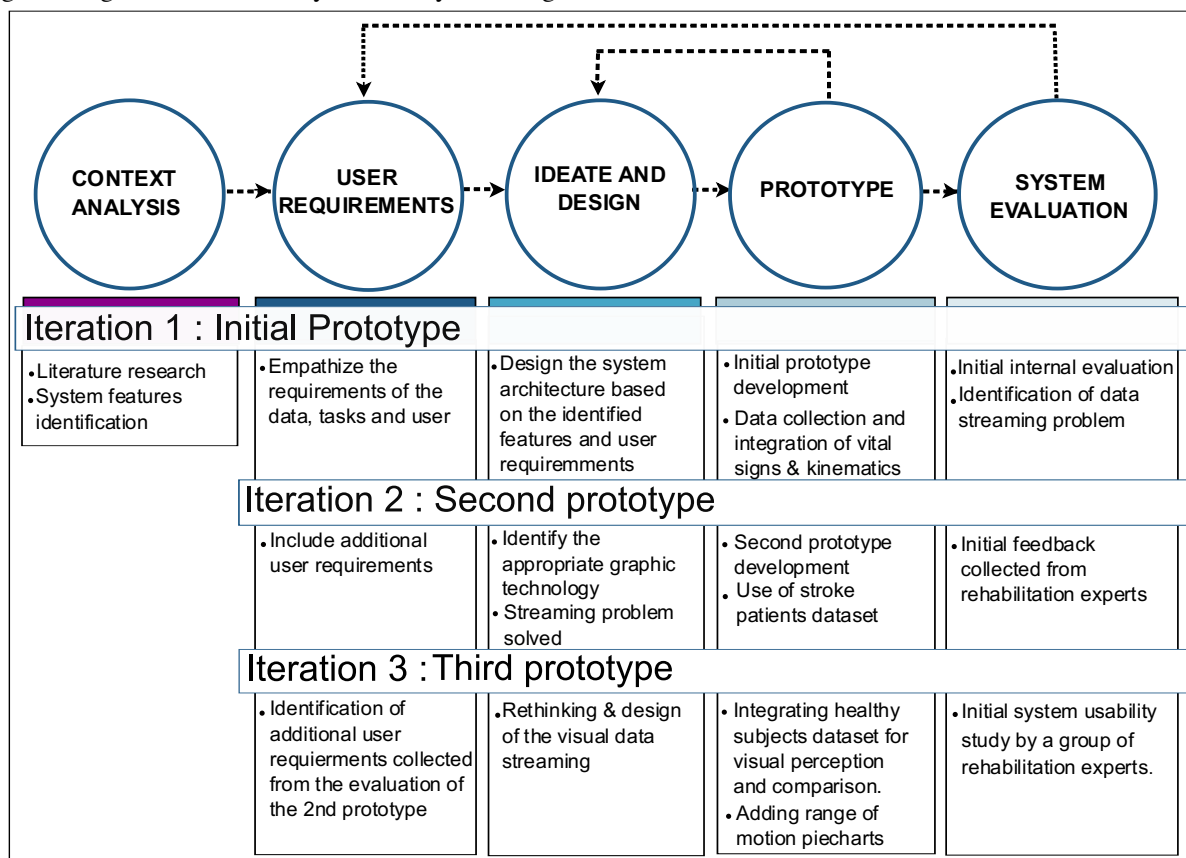 CONTEXT
ANALYSIS
USER
REQUIREMENTS
IDEATE AND
DESIGN
PROTOTYPE
SYSTEM
EVALUATION
Iteration 1 : Initial Prototype
•Literature research
•System features
identification
•Empathize the
requirements of the
data, tasks and user
•Design the system
architecture based
on the identified
features and user
requiremments
•Initial prototype
development
•Data collection and
integration of vital
signs & kinematics
•Initial internal evaluation
•Identification of data
streaming problem
Iteration 2 : Second prototype
•Include additional
user requirements
•Identify the
appropriate graphic
technology
•Streaming problem
solved
•Second prototype
development
•Use of stroke
patients dataset
•Initial feedback
collected from
rehabilitation experts
Iteration 3 : Third prototype
•Identification of
additional user
requierments collected
from the evaluation of
the 2nd prototype
•Rethinking & design
of the visual data
streaming
•Integrating healthy
subjects dataset for
visual perception
and comparison.
•Adding range of
motion piecharts
•Initial system usability
study by a group of
rehabilitation experts.